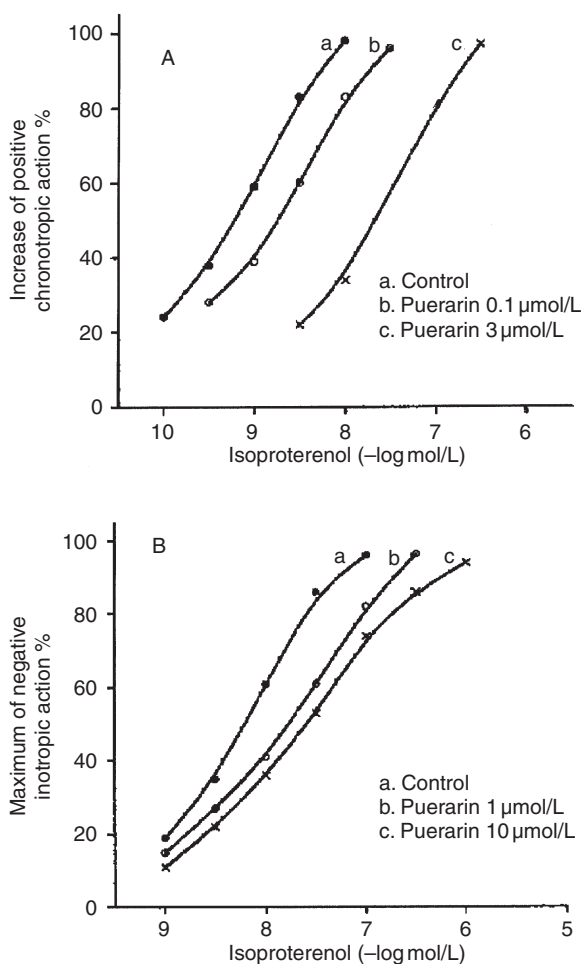 100
80
60
40
20
0
Increase of positive
chronotropic action %
A
a
b
c
a. Control
b. Puerarin 0.1 µmol/L
c. Puerarin 3 µmol/L
10 9 8 7 6
Isoproterenol (–log mol/L)
100
80
60
40
20
0
Maximum of negative
inotropic action %
B
a
b
c
a. Control
b. Puerarin 1 µmol/L
c. Puerarin 10 µmol/L
9 8 7 6 5
Isoproterenol (–log mol/L)